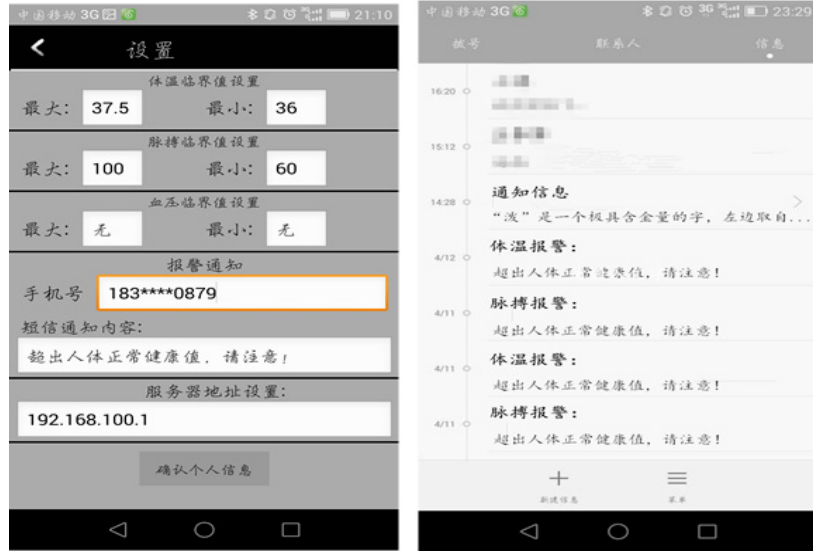 中国移动 3G 21:10
设置
体温临界值设置
最大: 37.5 最小: 36
脉搏临界值设置
最大: 100 最小: 60
血压临界值设置
最大: 无 最小: 无
报警通知
手机号 183****0879
短信通知内容:
超出人体正常健康值, 请注意!
服务器地址设置:
192.168.100.1
确认个人信息
中国移动 3G 3G 23:29
拨号 联系人 信息
16:20
15:12
通知信息
14:28
“泼”是一个极具含金量的字, 左边取自...
体温报警:
4/12
超出人体正常健康值, 请注意!
脉搏报警:
4/11
超出人体正常健康值, 请注意!
体温报警:
4/11
超出人体正常健康值, 请注意!
脉搏报警:
4/11
超出人体正常健康值, 请注意!
新建信息 菜单